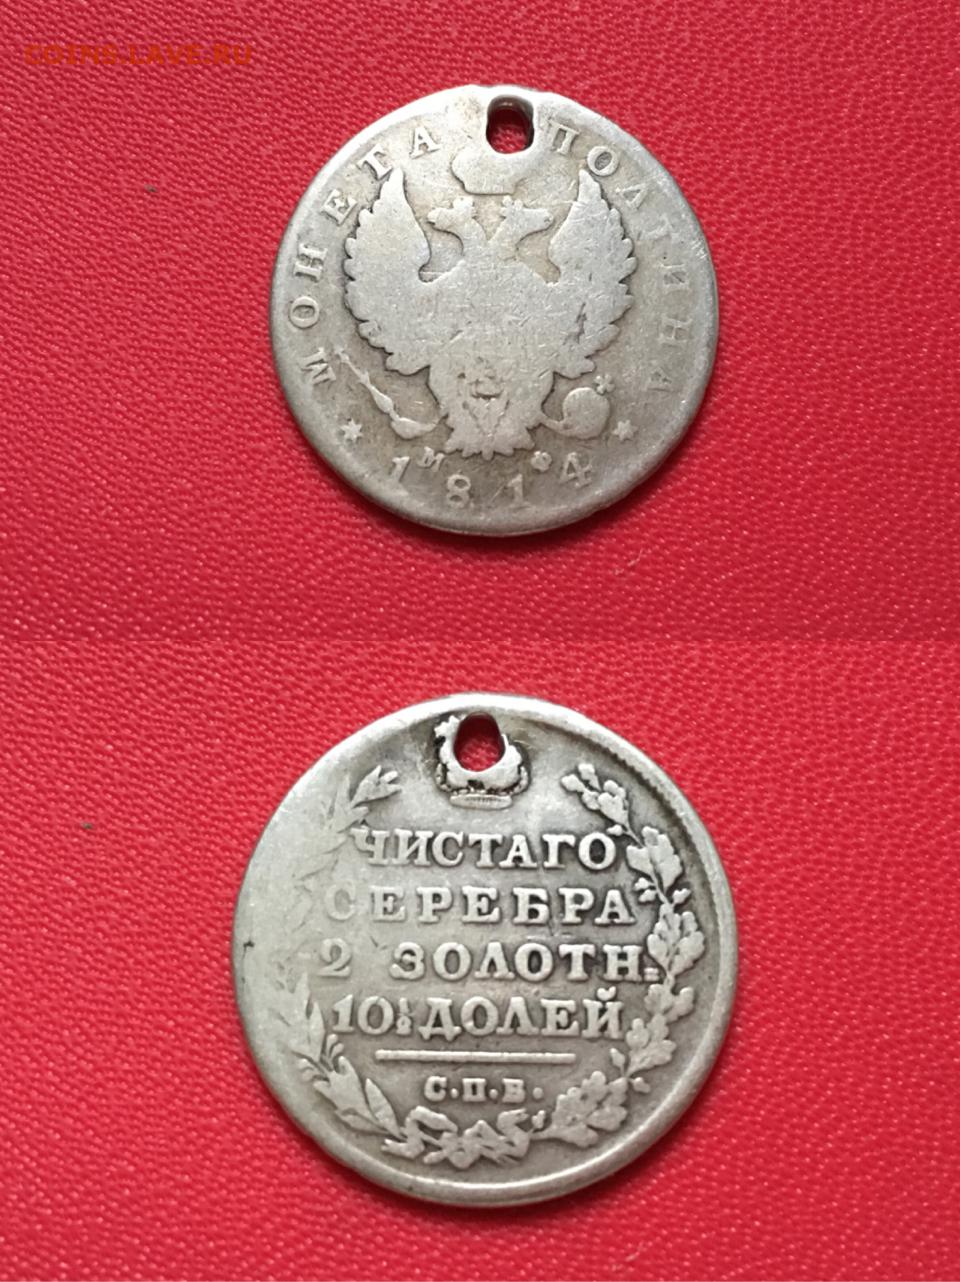 COINS.LAVE.RU
МОНЕТА ПОЛТИНА
М Ф
1814
ЧИСТАГО
СЕРЕБРА
2 ЗОЛОТН.
10½ ДОЛЕЙ
С·П·Б·